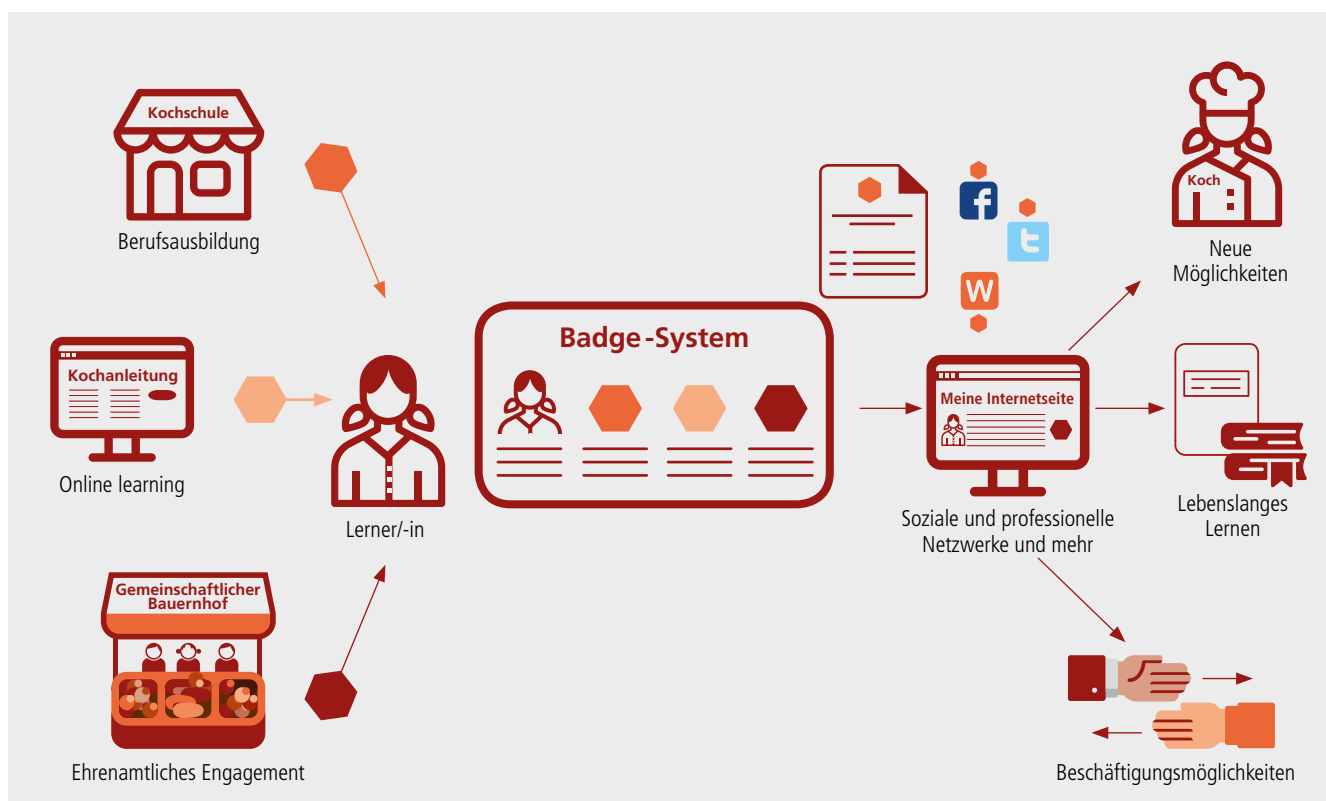 Kochschule
Berufsausbildung
Kochanleitung
Online learning
Gemeinschaftlicher
Bauernhof
Ehrenamtliches Engagement
Lerner/-in
Badge-System
f
t
W
Meine Internetseite
Soziale und professionelle
Netzwerke und mehr
Koch
Neue
Möglichkeiten
Lebenslanges
Lernen
Beschäftigungsmöglichkeiten